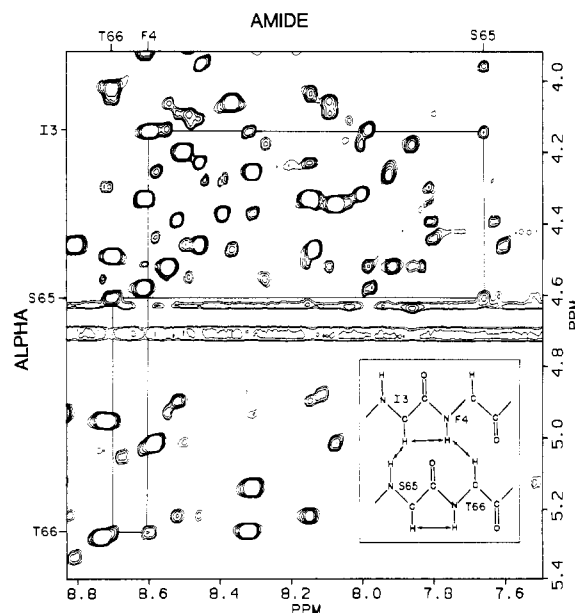 AMIDE
T66 F4 S65
I3
S65
T66
ALPHA
4.0
4.2
4.4
4.6
4.8
5.0
5.2
5.4
PPM
8.8 8.6 8.4 8.2 8.0 7.8 7.6
PPM
H O H
N I3 C C N F4 C C
C H H O
H O H
N S65 C C N T66 C C
C H H O